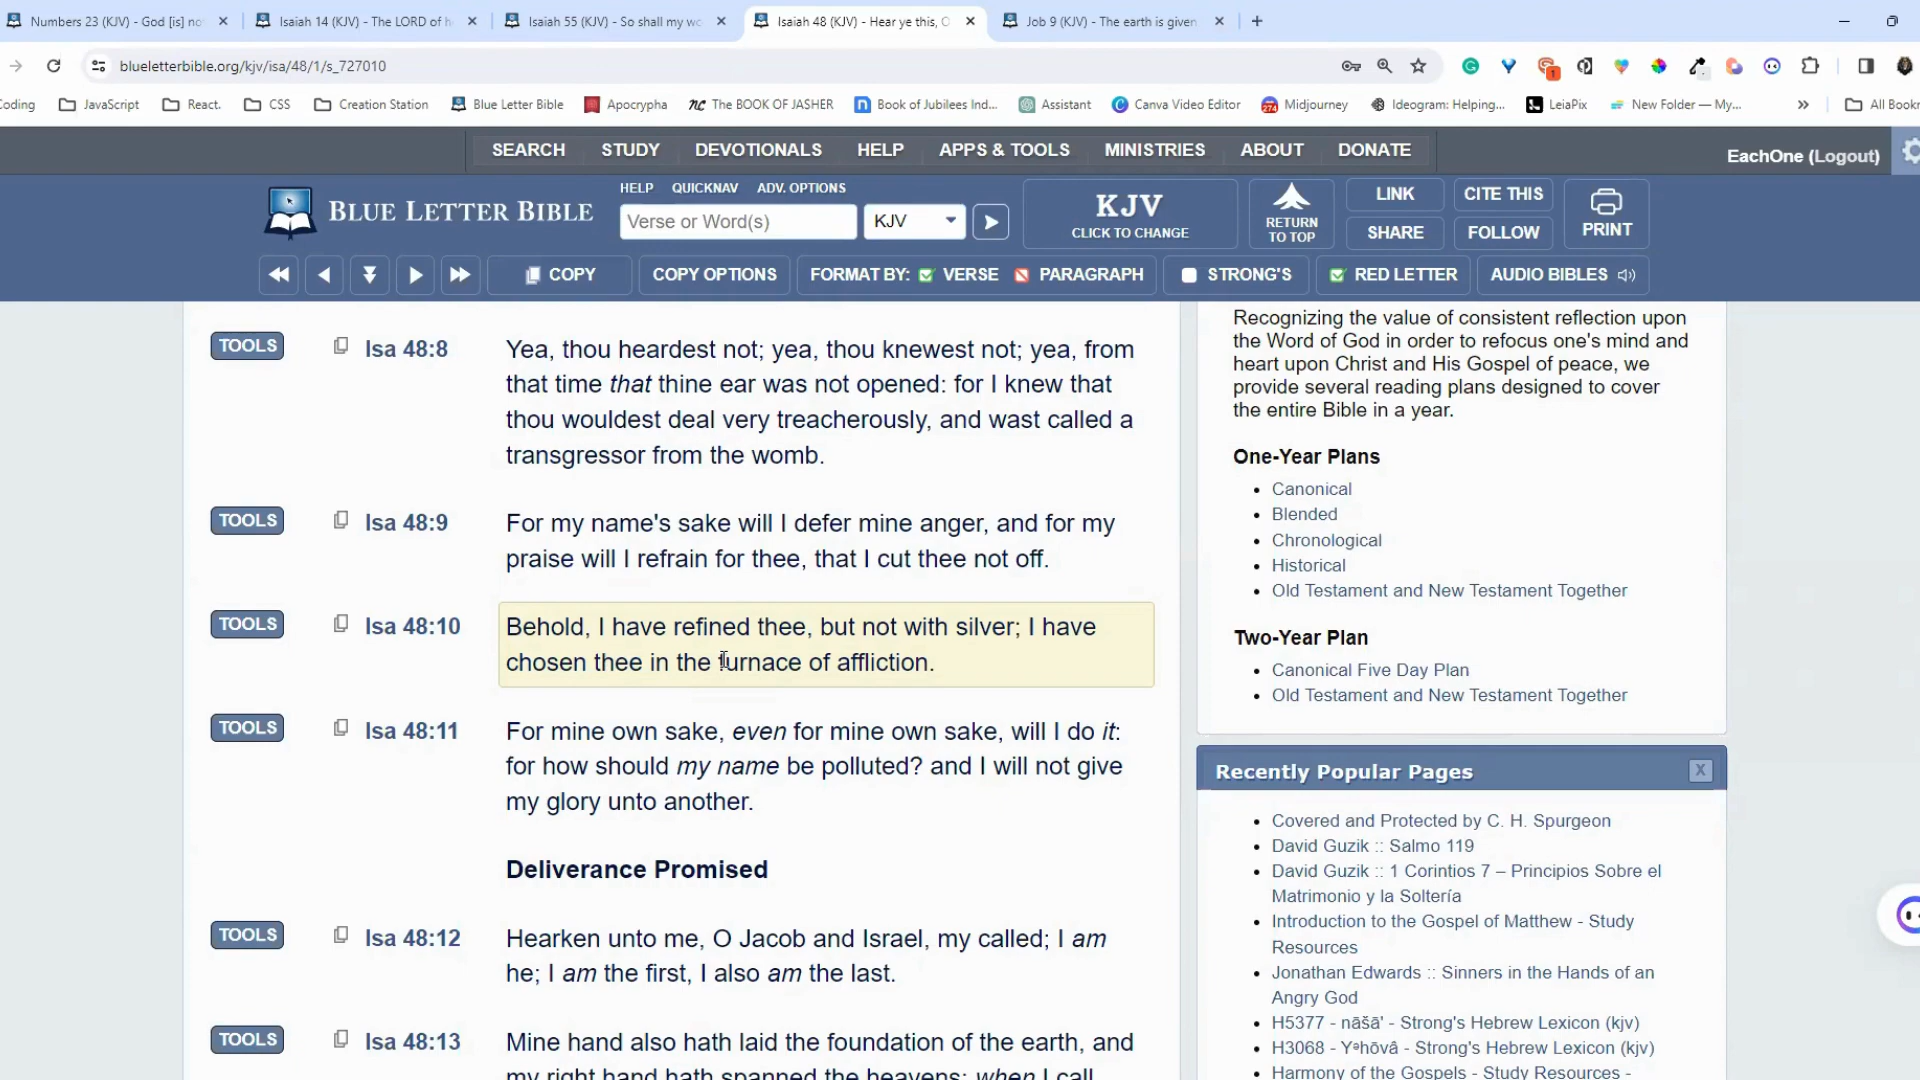 Numbers 23 (KJV) - God [is] no
Isaiah 14 (KJV) - The LORD of h
Isaiah 55 (KJV) - So shall my wo
Isaiah 48 (KJV) - Hear ye this, O
Job 9 (KJV) - The earth is given
blueletterbible.org/kjv/isa/48/1/s_727010
1
Coding
JavaScript
React.
CSS
Creation Station
Blue Letter Bible
Apocrypha
The BOOK OF JASHER
Book of Jubilees Ind...
Assistant
Canva Video Editor
274
Midjourney
Ideogram: Helping...
LeiaPix
New Folder — My...
All Bookr
SEARCH
STUDY
DEVOTIONALS
HELP
APPS & TOOLS
MINISTRIES
ABOUT
DONATE
EachOne (Logout)
BLUE LETTER BIBLE
HELP
QUICKNAV
ADV. OPTIONS
Verse or Word(s)
KJV
KJV
CLICK TO CHANGE
RETURN
TO TOP
LINK
SHARE
CITE THIS
FOLLOW
PRINT
COPY
COPY OPTIONS
FORMAT BY:
VERSE
PARAGRAPH
STRONG'S
RED LETTER
AUDIO BIBLES
TOOLS
Isa 48:8
Yea, thou heardest not; yea, thou knewest not; yea, from
that time that thine ear was not opened: for I knew that
thou wouldest deal very treacherously, and wast called a
transgressor from the womb.
TOOLS
Isa 48:9
For my name's sake will I defer mine anger, and for my
praise will I refrain for thee, that I cut thee not off.
TOOLS
Isa 48:10
Behold, I have refined thee, but not with silver; I have
chosen thee in the furnace of affliction.
TOOLS
Isa 48:11
For mine own sake, even for mine own sake, will I do it:
for how should my name be polluted? and I will not give
my glory unto another.
Deliverance Promised
TOOLS
Isa 48:12
Hearken unto me, O Jacob and Israel, my called; I am
he; I am the first, I also am the last.
TOOLS
Isa 48:13
Mine hand also hath laid the foundation of the earth, and
my right hand hath spanned the heavens: when I call
Recognizing the value of consistent reflection upon
the Word of God in order to refocus one's mind and
heart upon Christ and His Gospel of peace, we
provide several reading plans designed to cover
the entire Bible in a year.
One-Year Plans
Canonical
Blended
Chronological
Historical
Old Testament and New Testament Together
Two-Year Plan
Canonical Five Day Plan
Old Testament and New Testament Together
Recently Popular Pages
X
Covered and Protected by C. H. Spurgeon
David Guzik :: Salmo 119
David Guzik :: 1 Corintios 7 – Principios Sobre el
Matrimonio y la Soltería
Introduction to the Gospel of Matthew - Study
Resources
Jonathan Edwards :: Sinners in the Hands of an
Angry God
H5377 - nāšā' - Strong's Hebrew Lexicon (kjv)
H3068 - Yᵊhōvâ - Strong's Hebrew Lexicon (kjv)
Harmony of the Gospels - Study Resources -